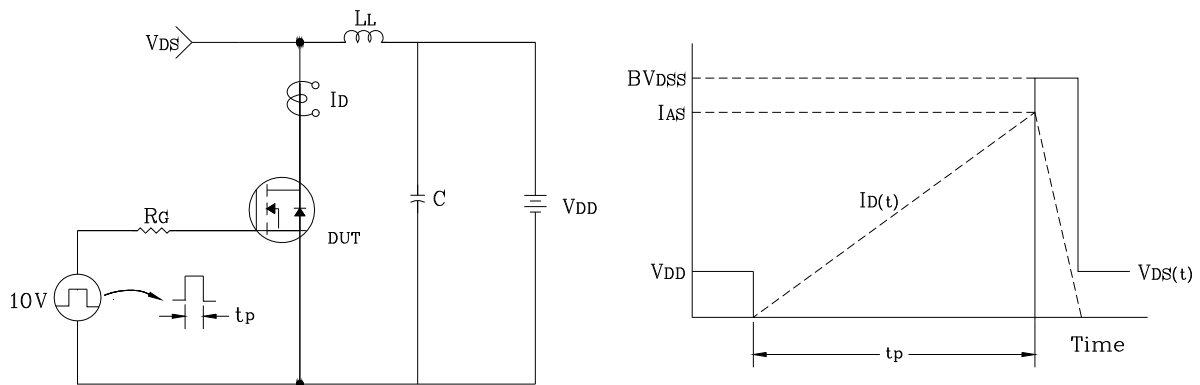 LL
VDS
ID
RG
C
VDD
DUT
10V
tp
BVDSS
IAS
ID(t)
VDD
VDS(t)
Time
tp